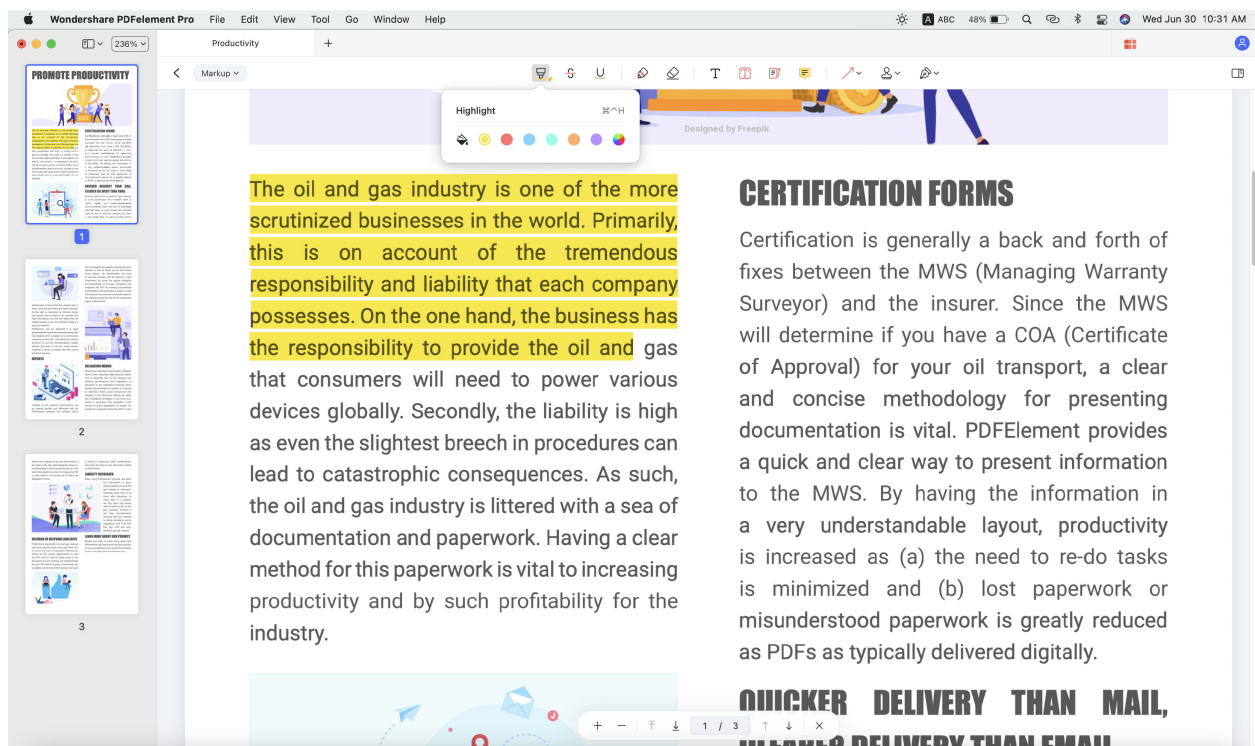 Wondershare PDFelement Pro File Edit View Tool Go Window Help
A ABC 48% Wed Jun 30 10:31 AM
236%
Productivity
+
Markup
T
T
S
U
Highlight ⌘^H
Designed by Freepik
PROMOTE PRODUCTIVITY
CERTIFICATION FORMS
QUICKER DELIVERY THAN MAIL,
CLEANER DELIVERY THAN EMAIL
1
2
3
The oil and gas industry is one of the more
scrutinized businesses in the world. Primarily,
this is on account of the tremendous
responsibility and liability that each company
possesses. On the one hand, the business has
the responsibility to provide the oil and gas
that consumers will need to power various
devices globally. Secondly, the liability is high
as even the slightest breech in procedures can
lead to catastrophic consequences. As such,
the oil and gas industry is littered with a sea of
documentation and paperwork. Having a clear
method for this paperwork is vital to increasing
productivity and by such profitability for the
industry.
CERTIFICATION FORMS
Certification is generally a back and forth of
fixes between the MWS (Managing Warranty
Surveyor) and the insurer. Since the MWS
will determine if you have a COA (Certificate
of Approval) for your oil transport, a clear
and concise methodology for presenting
documentation is vital. PDFElement provides
a quick and clear way to present information
to the MWS. By having the information in
a very understandable layout, productivity
is increased as (a) the need to re-do tasks
is minimized and (b) lost paperwork or
misunderstood paperwork is greatly reduced
as PDFs as typically delivered digitally.
QUICKER DELIVERY THAN MAIL,
CLEANER DELIVERY THAN EMAIL
1 / 3